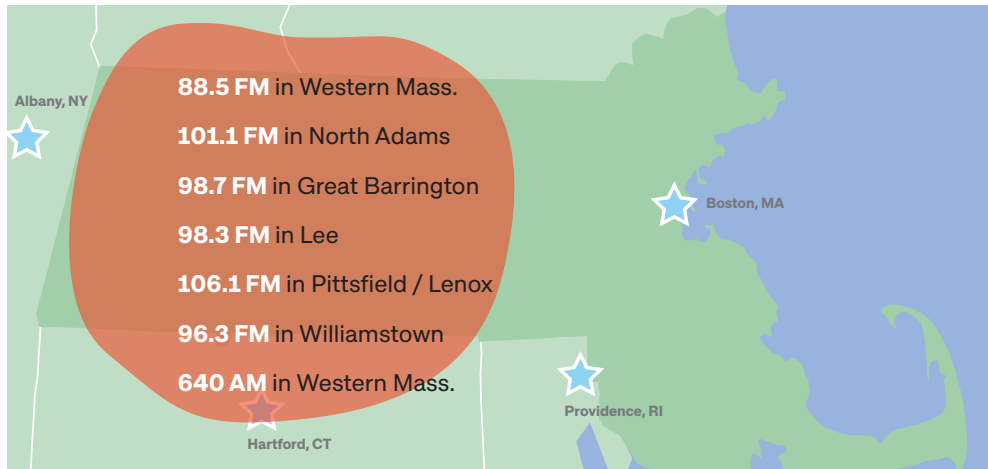 88.5 FM in Western Mass.
Albany, NY
101.1 FM in North Adams
98.7 FM in Great Barrington
Boston, MA
98.3 FM in Lee
106.1 FM in Pittsfield / Lenox
96.3 FM in Williamstown
640 AM in Western Mass.
Providence, RI
Hartford, CT